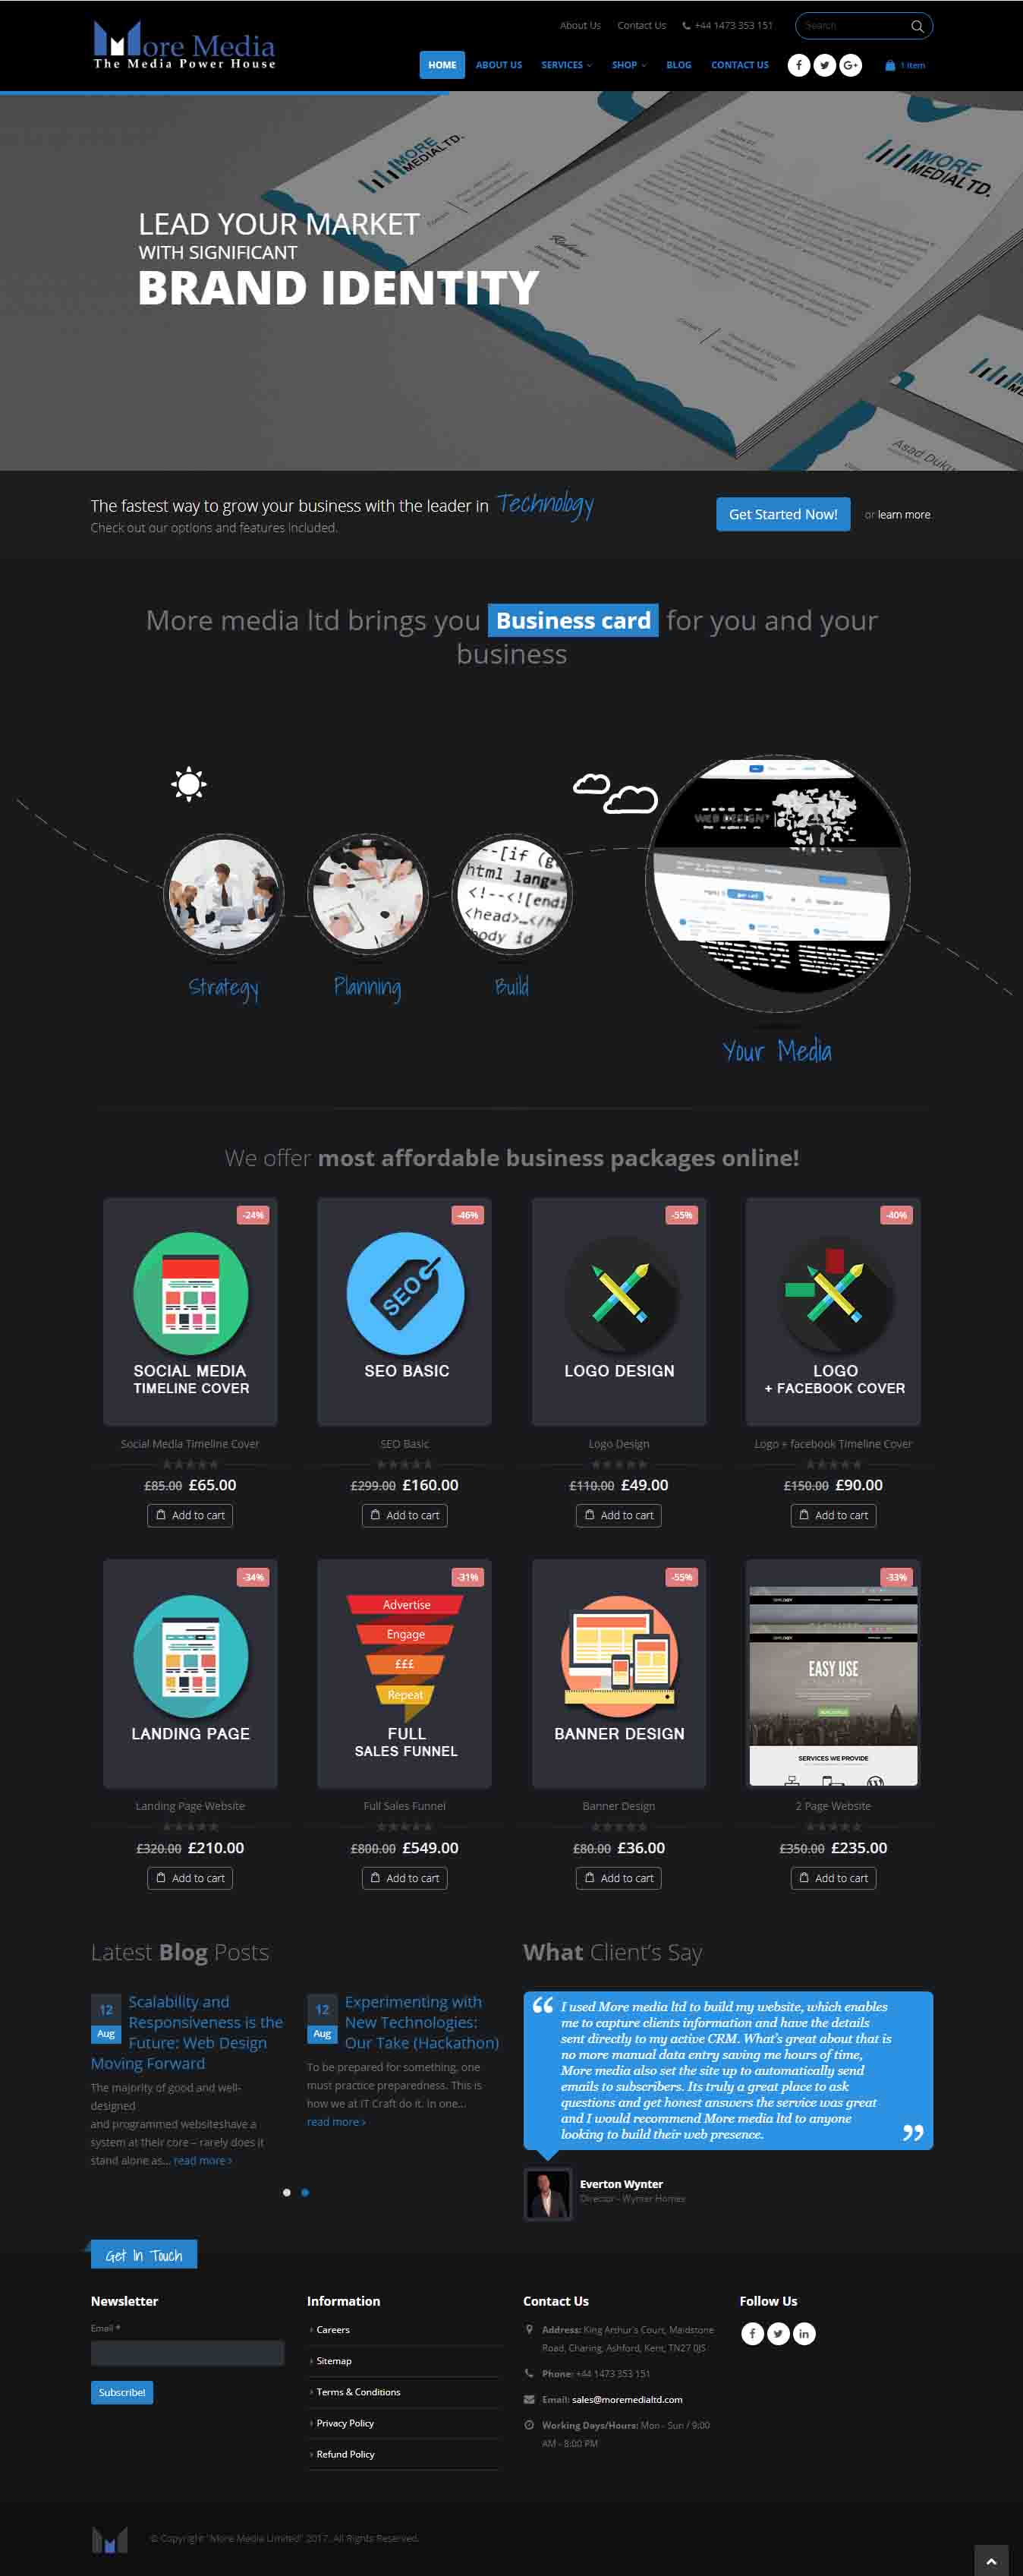 More Media
The Media Power House
About Us Contact Us +44 1473 353 151 Search
HOME ABOUT US SERVICES SHOP BLOG CONTACT US 1 Item
MORE
MEDIALTD.
MORE
MEDIALTD.
LEAD YOUR MARKET
WITH SIGNIFICANT
BRAND IDENTITY
The fastest way to grow your business with the leader in Technology
Check out our options and features included.
Get Started Now! or learn more.
More media ltd brings you Business card for you and your
business
--[if (g
html lang="
<!--<![endi
<head>
body id
WEB DESIGN
Strategy Planning Build
Your Media
We offer most affordable business packages online!
-24% -46% -55% -40%
SEO
SOCIAL MEDIA
TIMELINE COVER
SEO BASIC
LOGO DESIGN
LOGO
+ FACEBOOK COVER
Social Media Timeline Cover SEO Basic Logo Design Logo + facebook Timeline Cover
£85.00 £65.00 £299.00 £160.00 £110.00 £49.00 £150.00 £90.00
Add to cart Add to cart Add to cart Add to cart
-34% -31% -55% -33%
Advertise
Engage
£££
Repeat
EASY USE
LANDING PAGE
FULL
SALES FUNNEL
BANNER DESIGN
SERVICES WE PROVIDE
Landing Page Website Full Sales Funnel Banner Design 2 Page Website
£320.00 £210.00 £800.00 £549.00 £80.00 £36.00 £350.00 £235.00
Add to cart Add to cart Add to cart Add to cart
Latest Blog Posts
12
Aug
Scalability and
Responsiveness is the
Future: Web Design
Moving Forward
The majority of good and well-
designed
and programmed websiteshave a
system at their core – rarely does it
stand alone as... read more >
12
Aug
Experimenting with
New Technologies:
Our Take (Hackathon)
To be prepared for something, one
must practice preparedness. This is
how we at IT Craft do it. In one...
read more >
What Client's Say
“ I used More media ltd to build my website, which enables
me to capture clients information and have the details
sent directly to my active CRM. What's great about that is
no more manual data entry saving me hours of time,
More media also set the site up to automatically send
emails to subscribers. Its truly a great place to ask
questions and get honest answers the service was great
and I would recommend More media ltd to anyone
looking to build their web presence. ”
Everton Wynter
Director - Wynter Homes
Get In Touch
Newsletter
Email *
Subscribe!
Information
Careers
Sitemap
Terms & Conditions
Privacy Policy
Refund Policy
Contact Us
Address: King Arthur's Court, Maidstone
Road, Charing, Ashford, Kent, TN27 0JS
Phone: +44 1473 353 151
Email: sales@moremedialtd.com
Working Days/Hours: Mon - Sun / 9:00
AM - 8:00 PM
Follow Us
© Copyright "More Media Limited" 2017. All Rights Reserved.